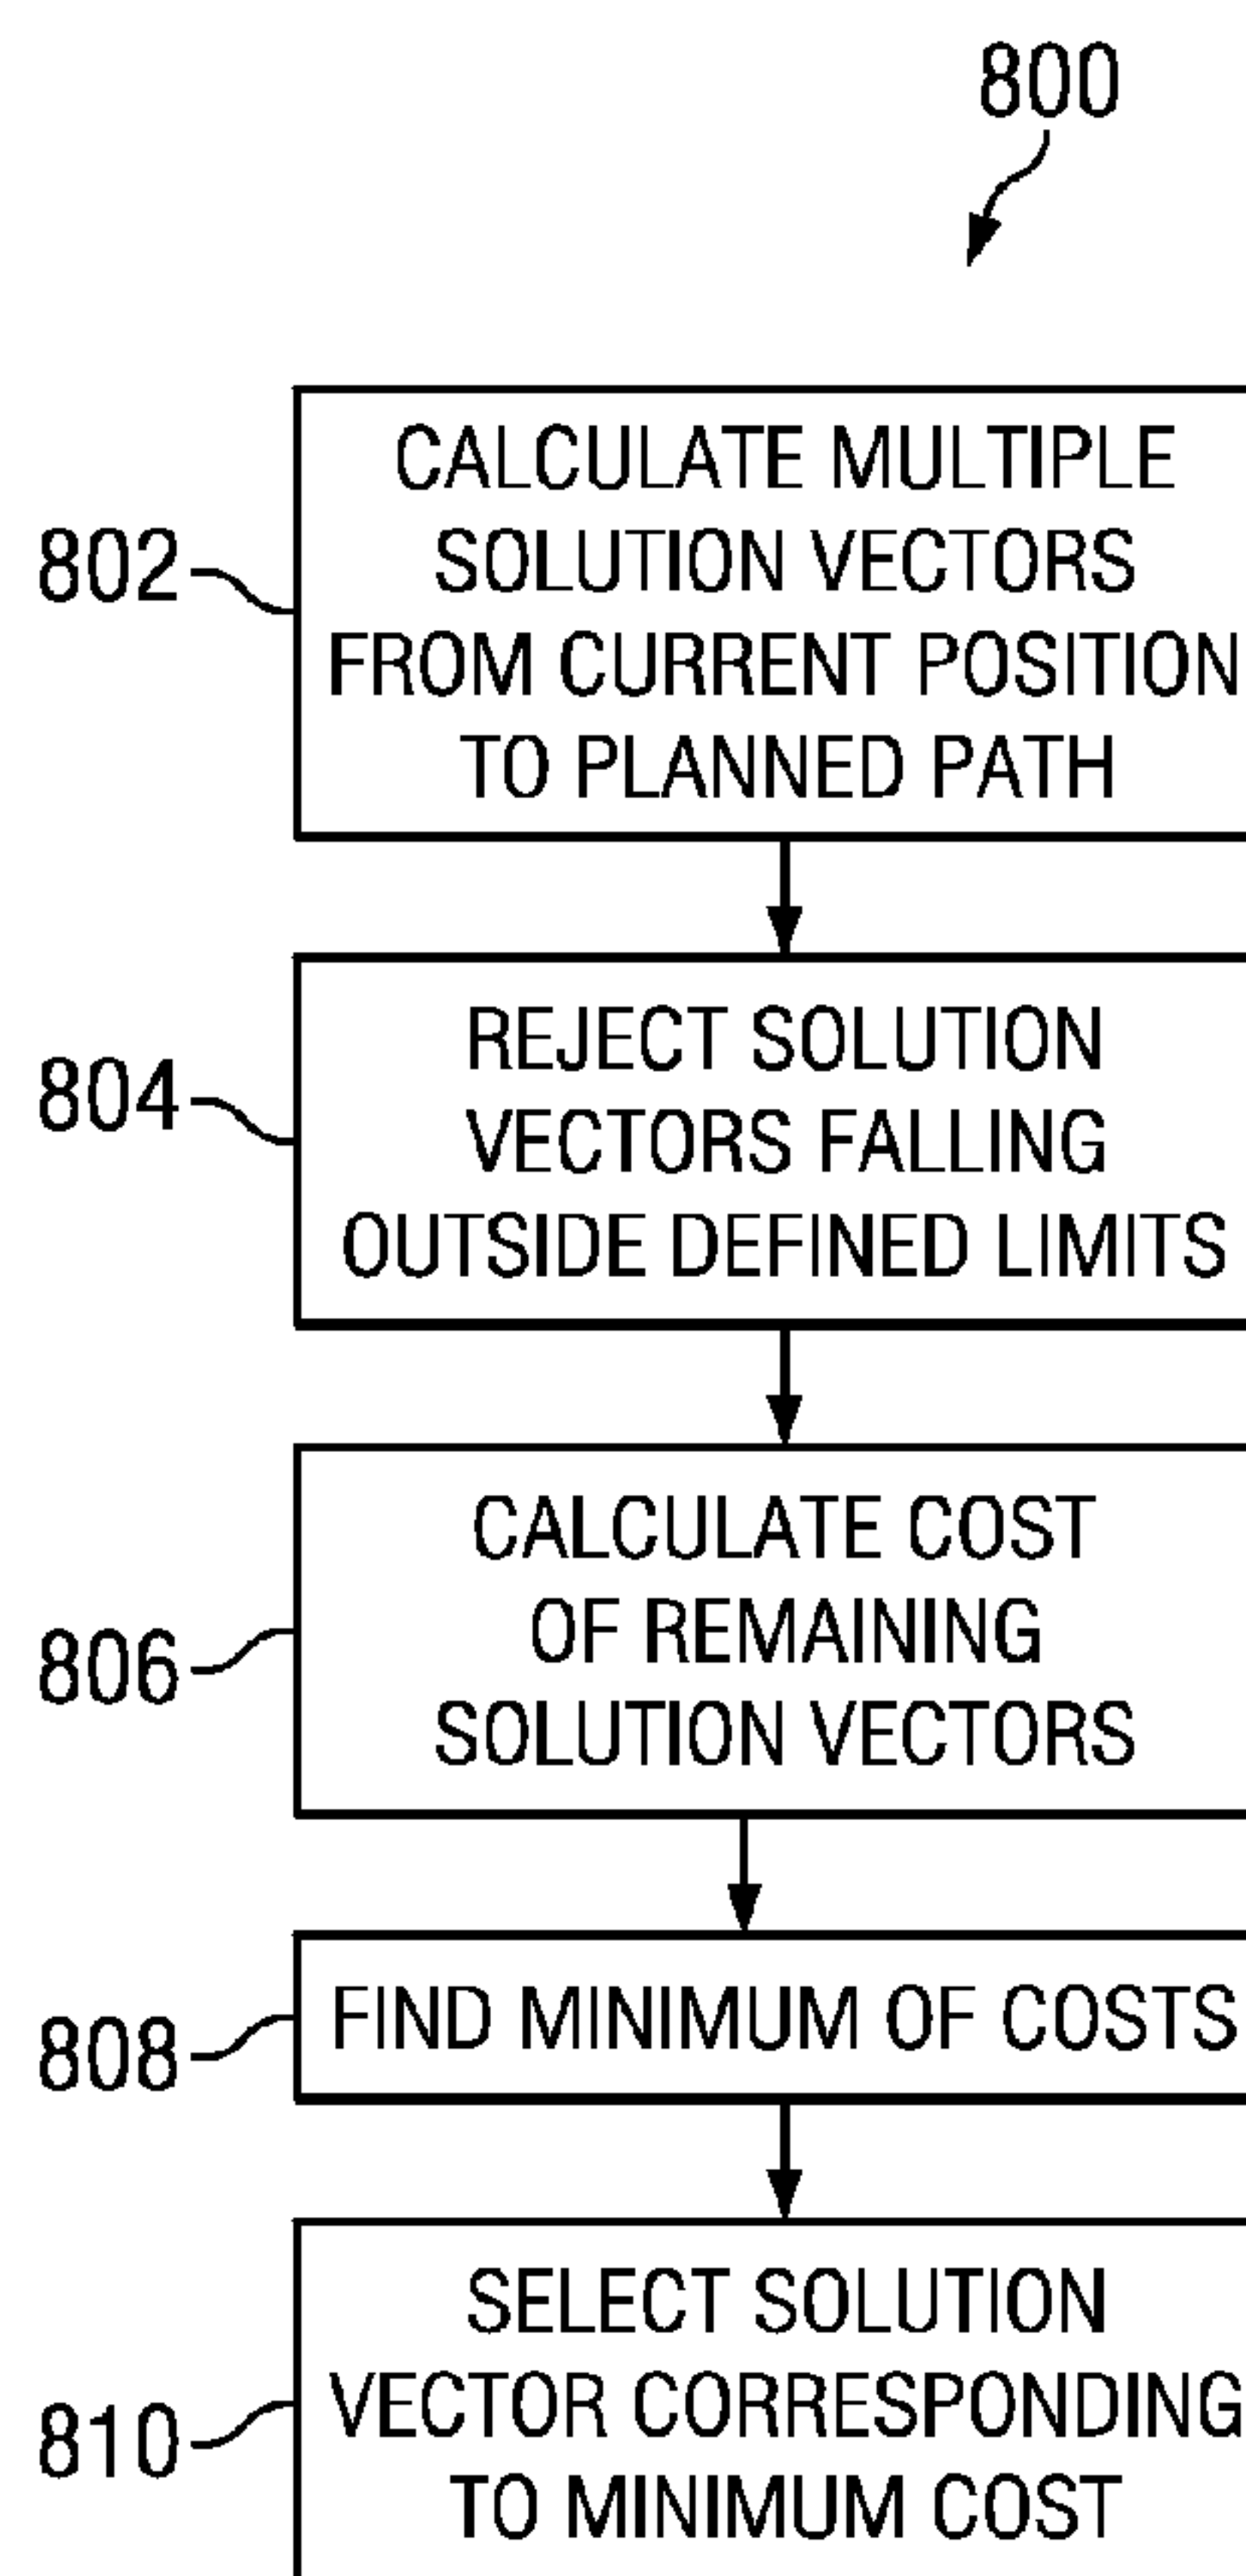 800
802
CALCULATE MULTIPLE
SOLUTION VECTORS
FROM CURRENT POSITION
TO PLANNED PATH
804
REJECT SOLUTION
VECTORS FALLING
OUTSIDE DEFINED LIMITS
806
CALCULATE COST
OF REMAINING
SOLUTION VECTORS
808
FIND MINIMUM OF COSTS
810
SELECT SOLUTION
VECTOR CORRESPONDING
TO MINIMUM COST